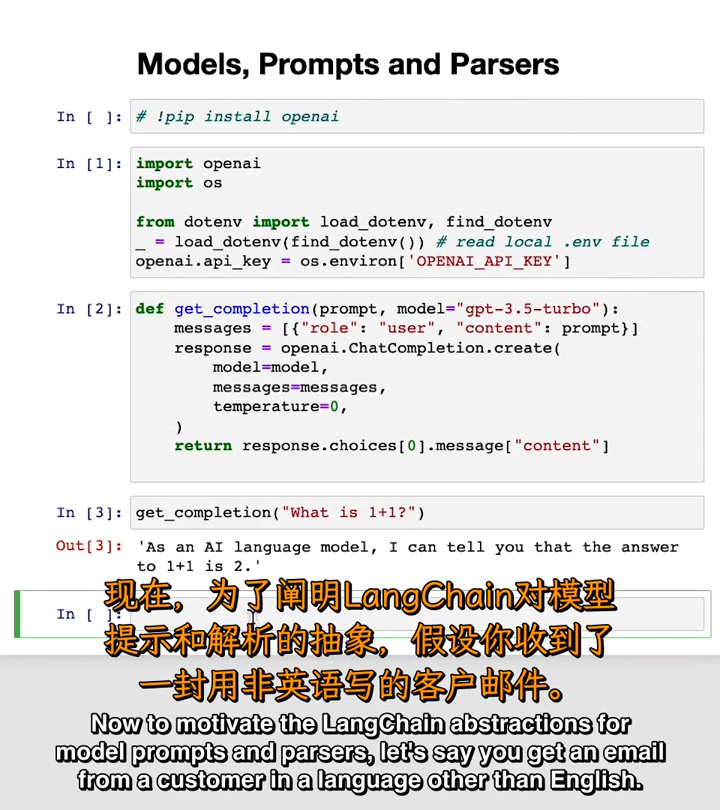 Models, Prompts and Parsers
In [ ]: # !pip install openai
In [1]: import openai
import os
from dotenv import load_dotenv, find_dotenv
_ = load_dotenv(find_dotenv()) # read local .env file
openai.api_key = os.environ['OPENAI_API_KEY']
In [2]: def get_completion(prompt, model="gpt-3.5-turbo"):
    messages = [{"role": "user", "content": prompt}]
    response = openai.ChatCompletion.create(
        model=model,
        messages=messages,
        temperature=0,
    )
    return response.choices[0].message["content"]
In [3]: get_completion("What is 1+1?")
Out[3]: 'As an AI language model, I can tell you that the answer
to 1+1 is 2.'
In [ ]:
现在，为了阐明LangChain对模型
提示和解析的抽象，假设你收到了
一封用非英语写的客户邮件。
Now to motivate the LangChain abstractions for
model prompts and parsers, let's say you get an email
from a customer in a language other than English.